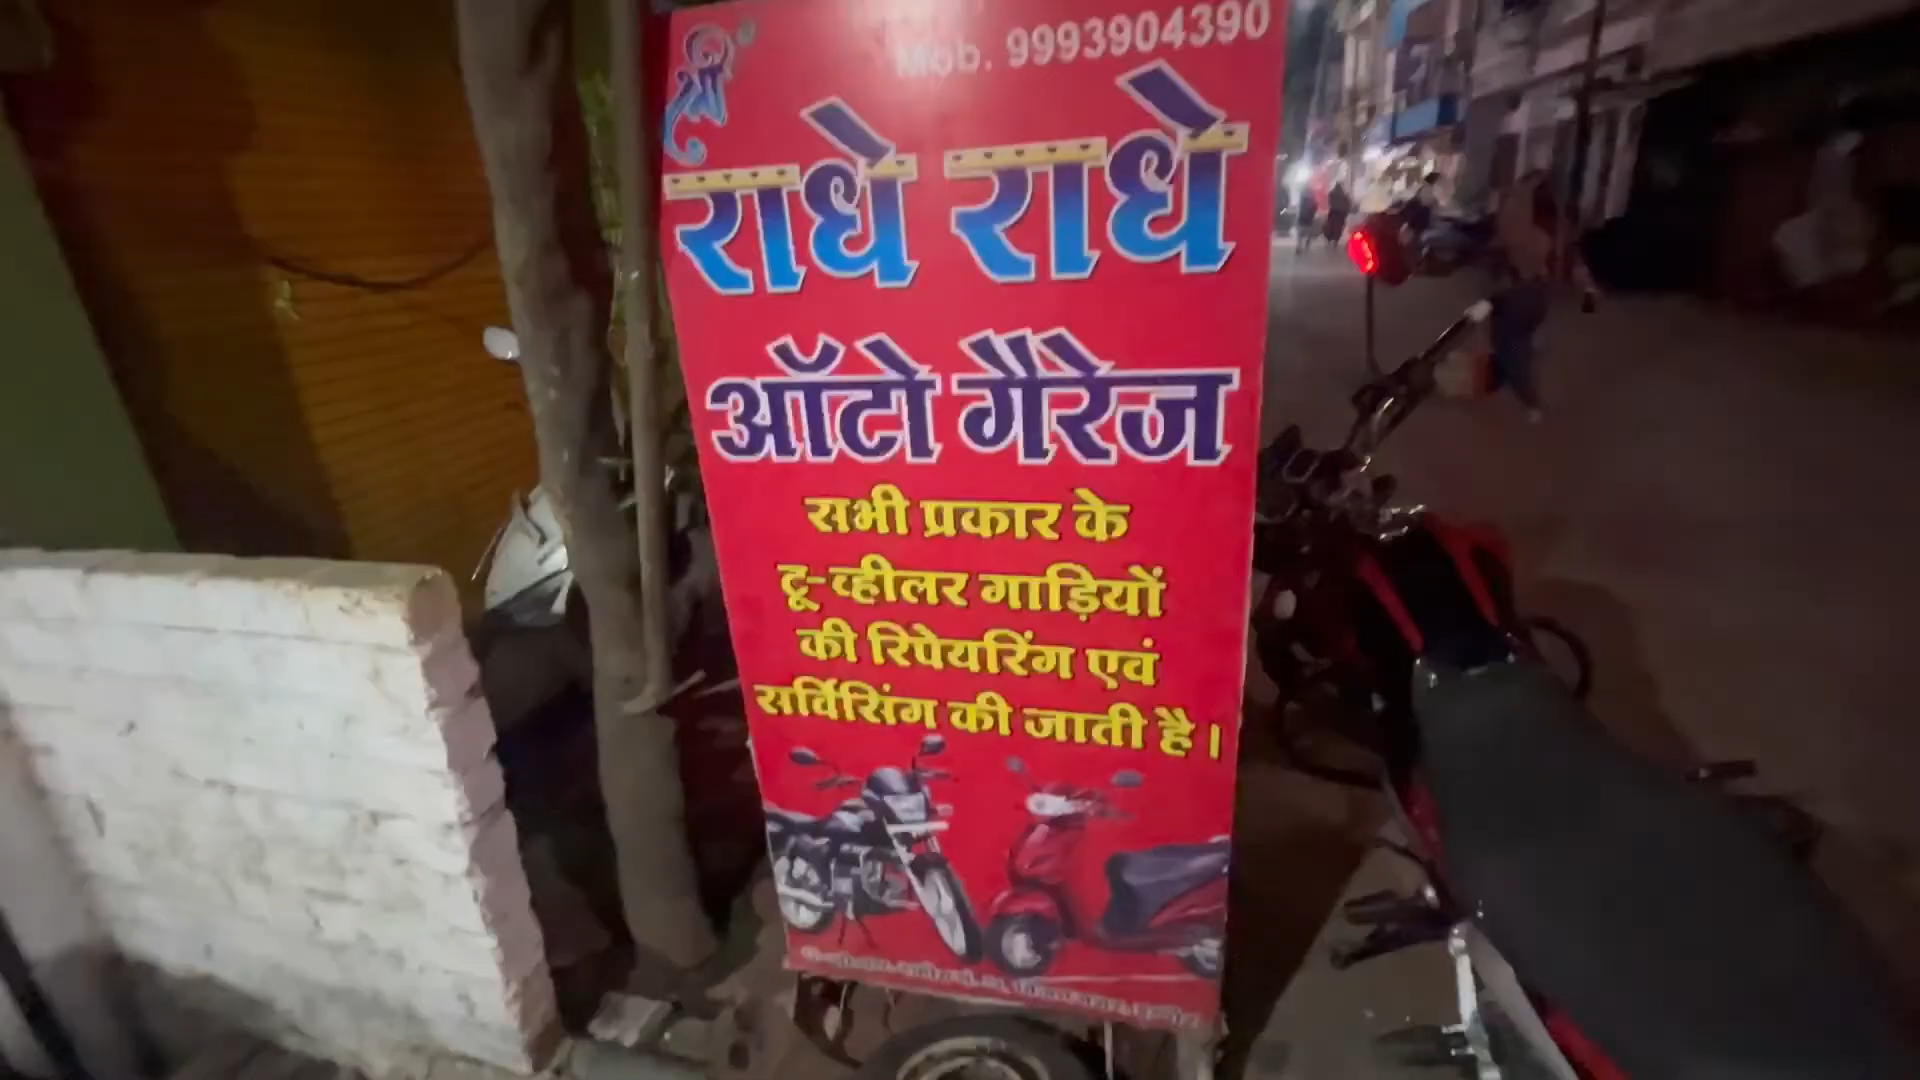 श्री
Mob. 9993904390
राधे राधे
ऑटो गैरेज
सभी प्रकार के
टू-व्हीलर गाड़ियों
की रिपेयरिंग एवं
सर्विसिंग की जाती है।